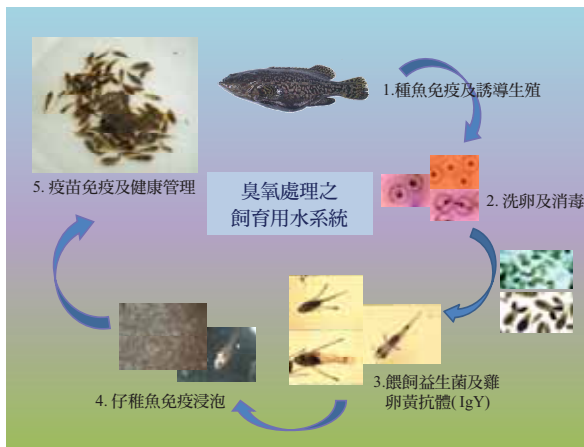 1.種魚免疫及誘導生殖
2. 洗卵及消毒
3.餵飼益生菌及雞
卵黃抗體(IgY)
4. 仔稚魚免疫浸泡
5. 疫苗免疫及健康管理
臭氧處理之
飼育用水系統